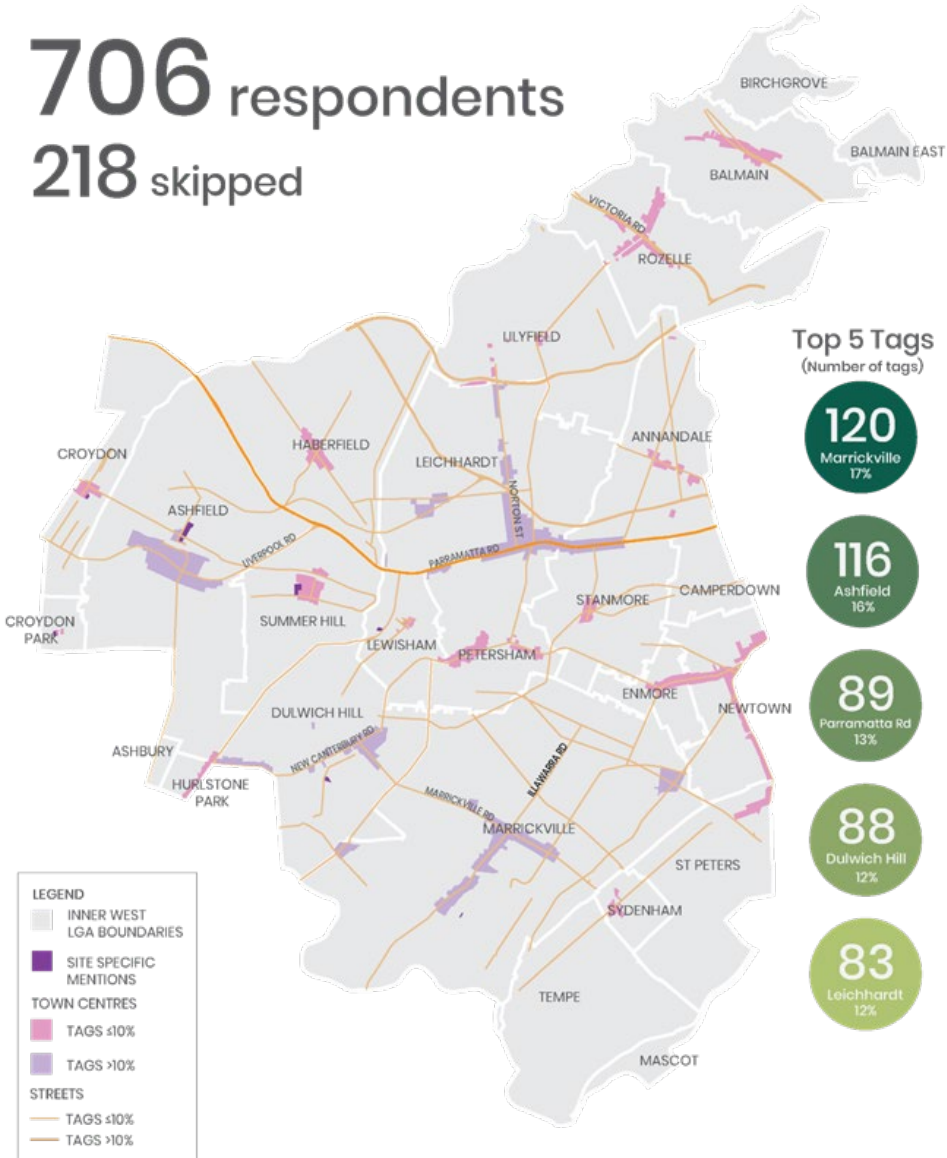 706 respondents
218 skipped
BIRCHGROVE
BALMAIN EAST
BALMAIN
VICTORIA RD
ROZELLE
LILYFIELD
Top 5 Tags
(Number of tags)
120
Marrickville
17%
116
Ashfield
16%
89
Parramatta Rd
13%
88
Dulwich Hill
12%
83
Leichhardt
12%
ANNANDALE
HABERFIELD
LEICHHARDT
CROYDON
NORTON ST
ASHFIELD
LIVERPOOL RD
PARRAMATTA RD
CAMPERDOWN
STANMORE
CROYDON
PARK
SUMMER HILL
LEWISHAM
PETERSHAM
ENMORE
NEWTOWN
DULWICH HILL
NEW CANTERBURY RD
ASHBURY
ILLAWARRA RD
HURLSTONE
PARK
MARRICKVILLE RD
MARRICKVILLE
ST PETERS
SYDENHAM
TEMPE
MASCOT
LEGEND
INNER WEST
LGA BOUNDARIES
SITE SPECIFIC
MENTIONS
TOWN CENTRES
TAGS ≤10%
TAGS >10%
STREETS
TAGS ≤10%
TAGS >10%